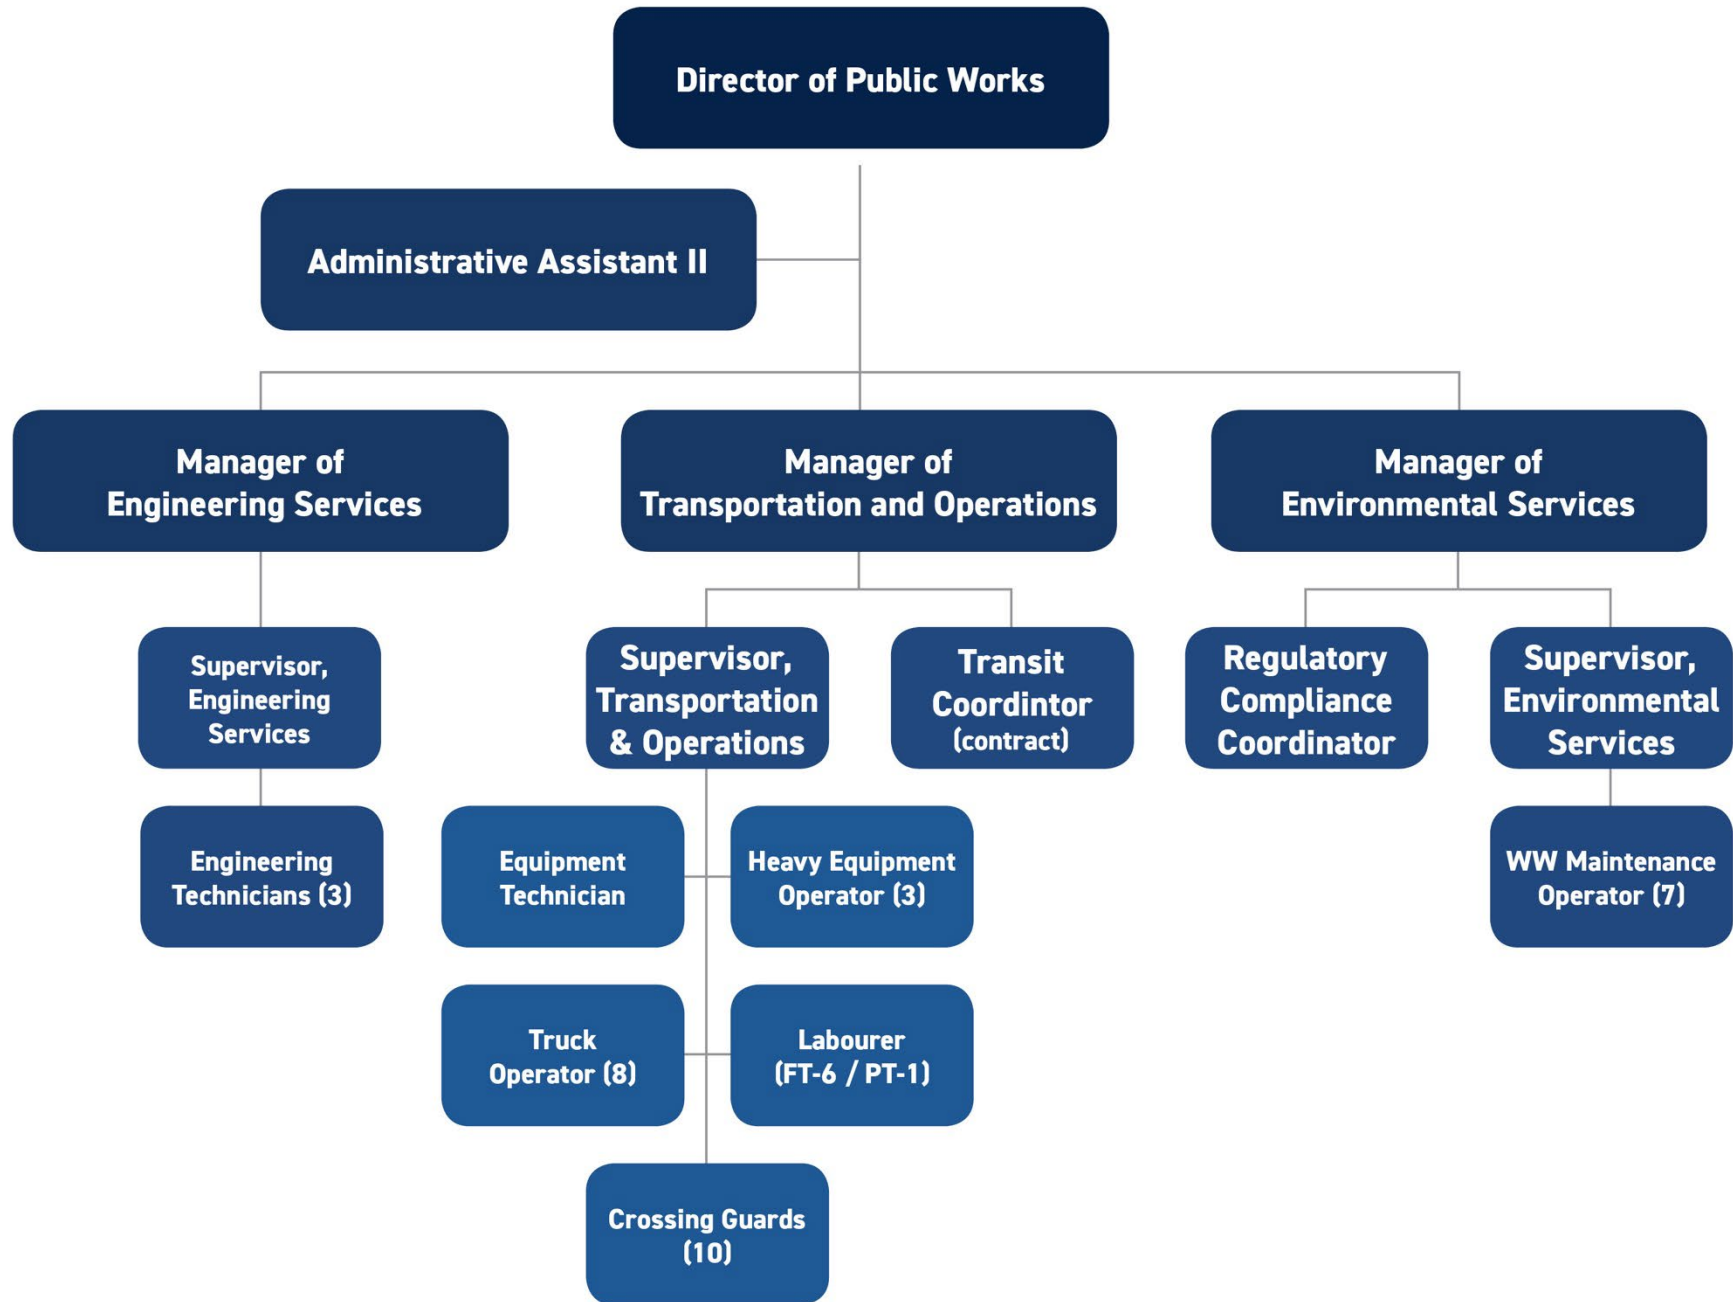 Director of Public Works
Administrative Assistant II
Manager of
Engineering Services
Manager of
Transportation and Operations
Manager of
Environmental Services
Supervisor,
Engineering
Services
Supervisor,
Transportation
& Operations
Transit
Coordintor
(contract)
Regulatory
Compliance
Coordinator
Supervisor,
Environmental
Services
Engineering
Technicians (3)
Equipment
Technician
Heavy Equipment
Operator (3)
WW Maintenance
Operator (7)
Truck
Operator (8)
Labourer
(FT-6 / PT-1)
Crossing Guards
(10)